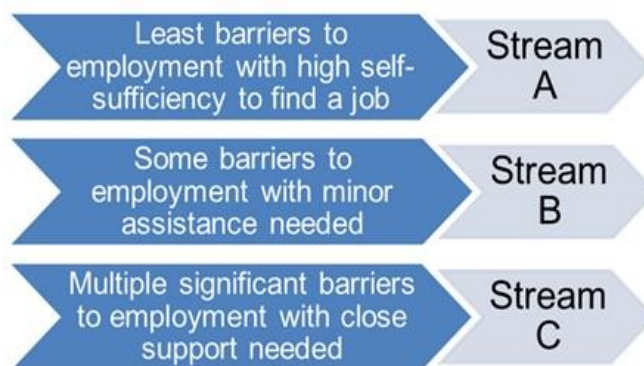 Least barriers to
employment with high self-
sufficiency to find a job
Stream
A
Some barriers to
employment with minor
assistance needed
Stream
B
Multiple significant barriers
to employment with close
support needed
Stream
C